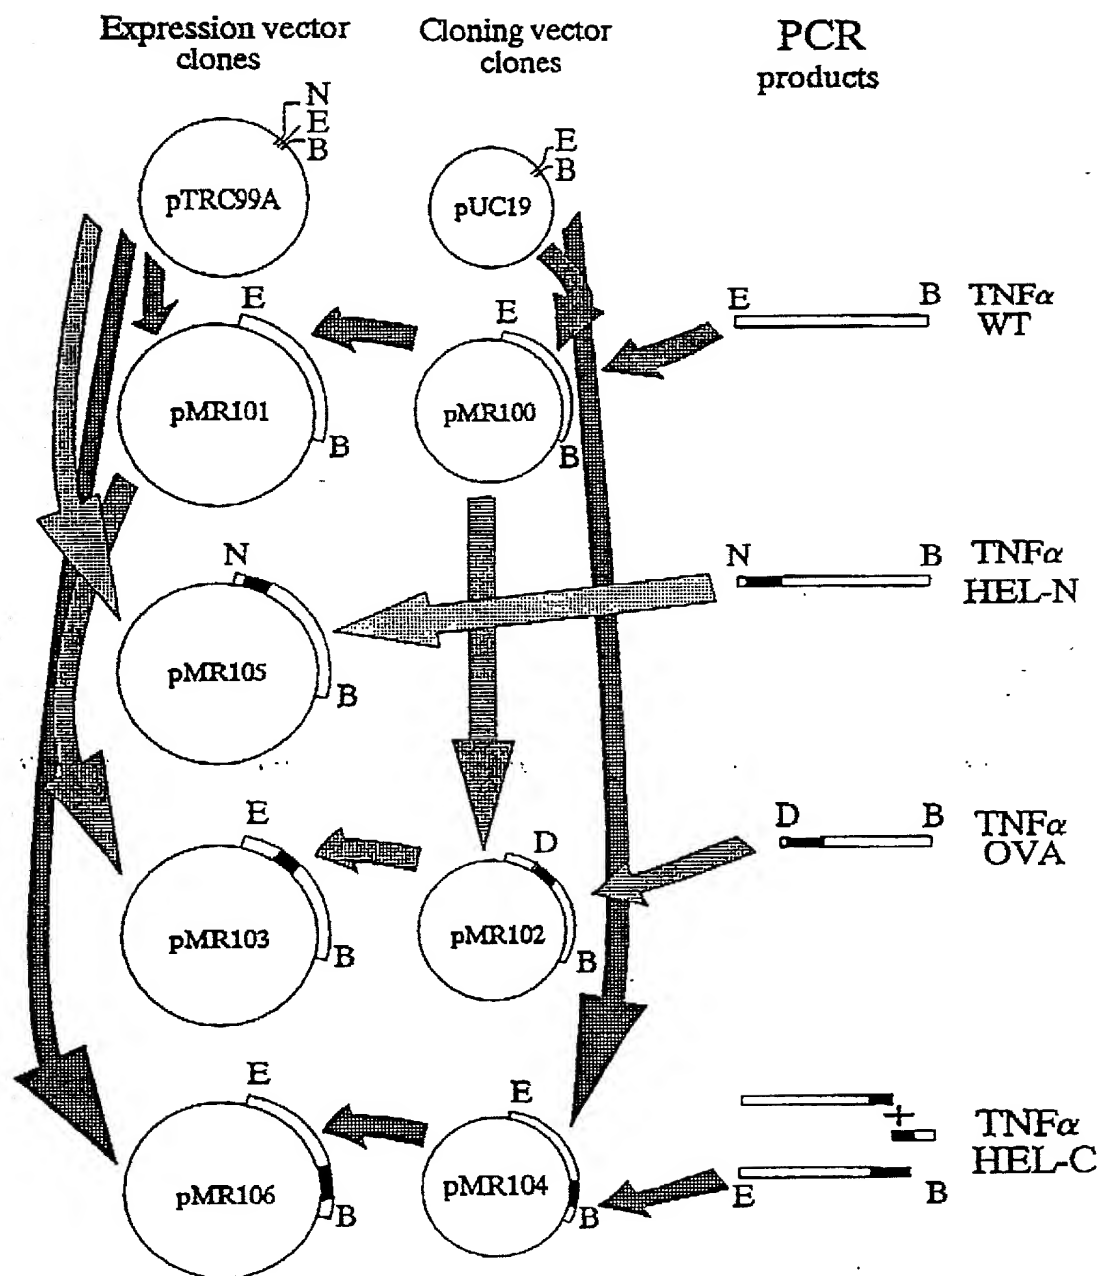 Expression vector
clones
Cloning vector
clones
PCR
products
N
E
B
pTRC99A
E
B
pUC19
E
B
pMR101
E
B
pMR100
E B
TNFα
WT
N
B
pMR105
N B
TNFα
HEL-N
E
B
pMR103
D
B
pMR102
D B
TNFα
OVA
E
B
pMR106
E
B
pMR104
+
E B
TNFα
HEL-C